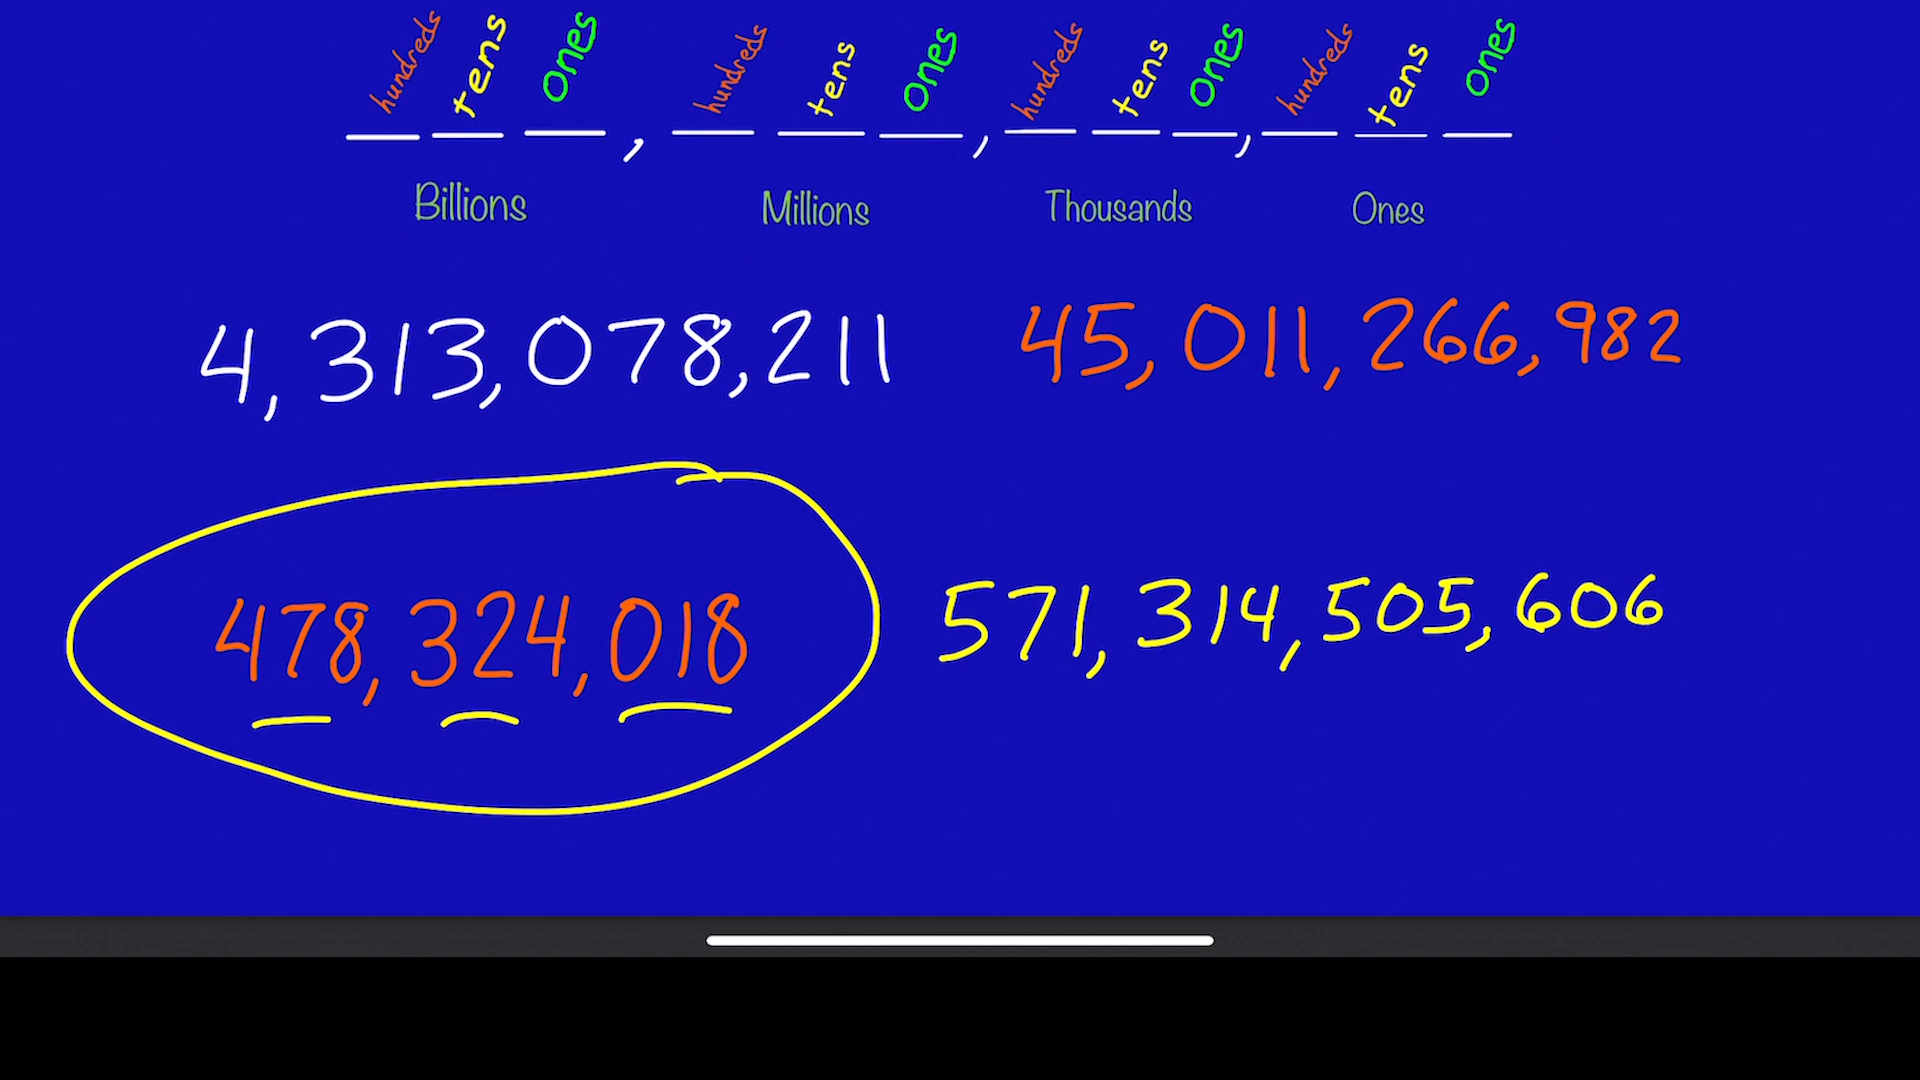 hundreds tens ones hundreds tens ones hundreds tens ones hundreds tens ones
, , ,
Billions Millions Thousands Ones
4,313,078,211 45,011,266,982
478,324,018 571,314,505,606